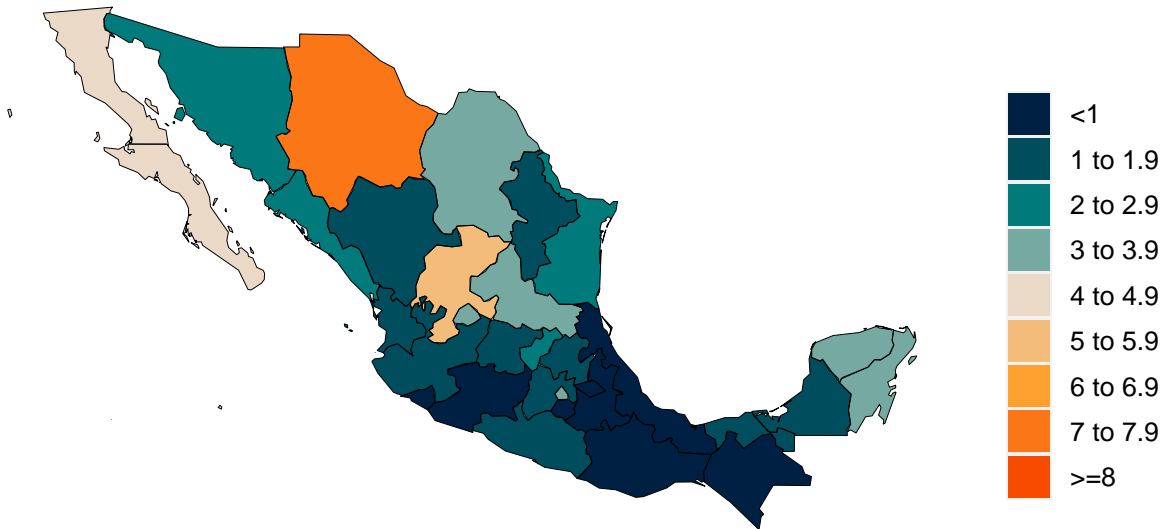 <1
1 to 1.9
2 to 2.9
3 to 3.9
4 to 4.9
5 to 5.9
6 to 6.9
7 to 7.9
>=8